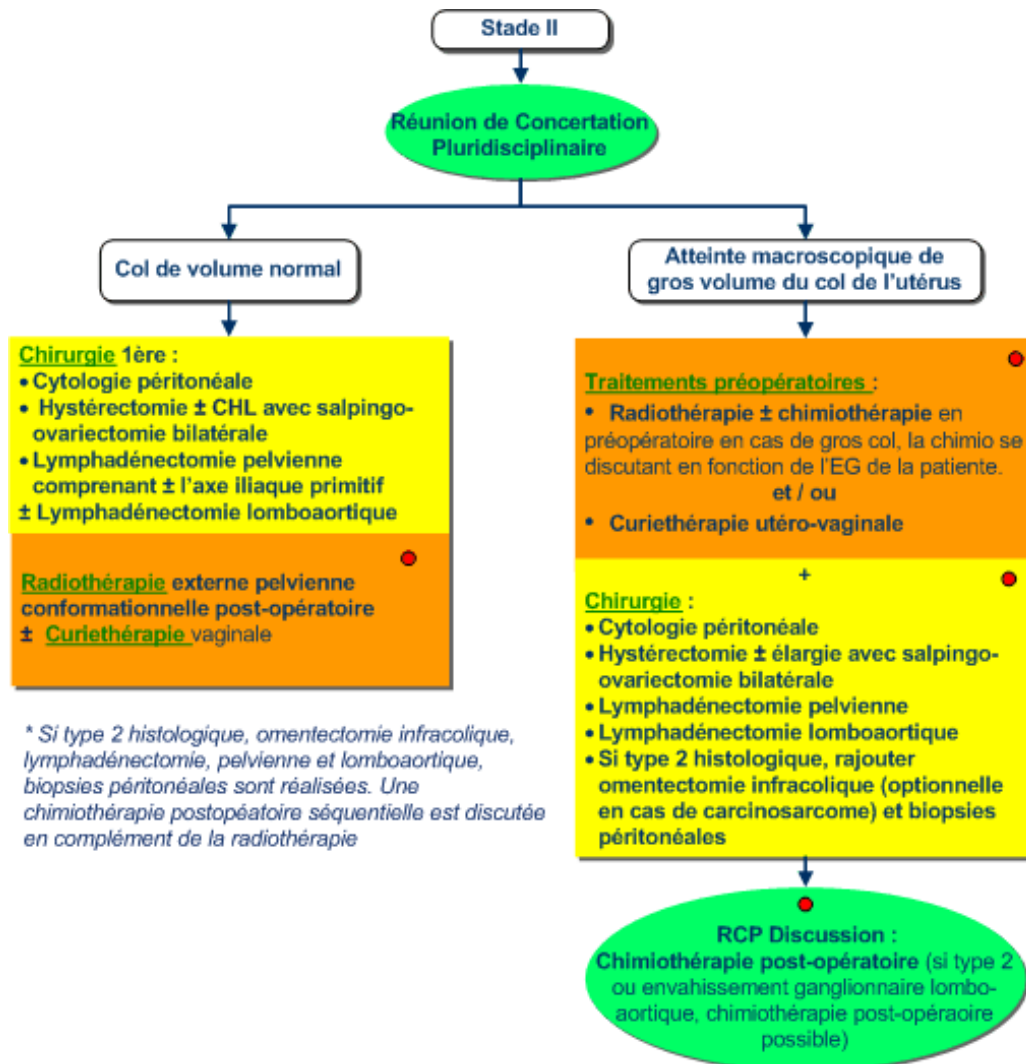 Stade II
Réunion de Concertation
Pluridisciplinaire
Col de volume normal
Chirurgie 1ère :
• Cytologie péritonéale
• Hystérectomie ± CHL avec salpingo-
ovariectomie bilatérale
• Lymphadénectomie pelvienne
comprenant ± l'axe iliaque primitif
± Lymphadénectomie lomboaortique
Radiothérapie externe pelvienne
conformationnelle post-opératoire
± Curiethérapie vaginale
* Si type 2 histologique, omentectomie infracolique,
lymphadénectomie, pelvienne et lomboaortique,
biopsies péritonéales sont réalisées. Une
chimiothérapie postopéatoire séquentielle est discutée
en complément de la radiothérapie
Atteinte macroscopique de
gros volume du col de l'utérus
Traitements préopératoires :
• Radiothérapie ± chimiothérapie en
préopératoire en cas de gros col, la chimio se
discutant en fonction de l'EG de la patiente.
et / ou
• Curiethérapie utéro-vaginale
+
Chirurgie :
• Cytologie péritonéale
• Hystérectomie ± élargie avec salpingo-
ovariectomie bilatérale
• Lymphadénectomie pelvienne
• Lymphadénectomie lomboaortique
• Si type 2 histologique, rajouter
omentectomie infracolique (optionnelle
en cas de carcinosarcome) et biopsies
péritonéales
RCP Discussion :
Chimiothérapie post-opératoire (si type 2
ou envahissement ganglionnaire lombo-
aortique, chimiothérapie post-opéraoire
possible)